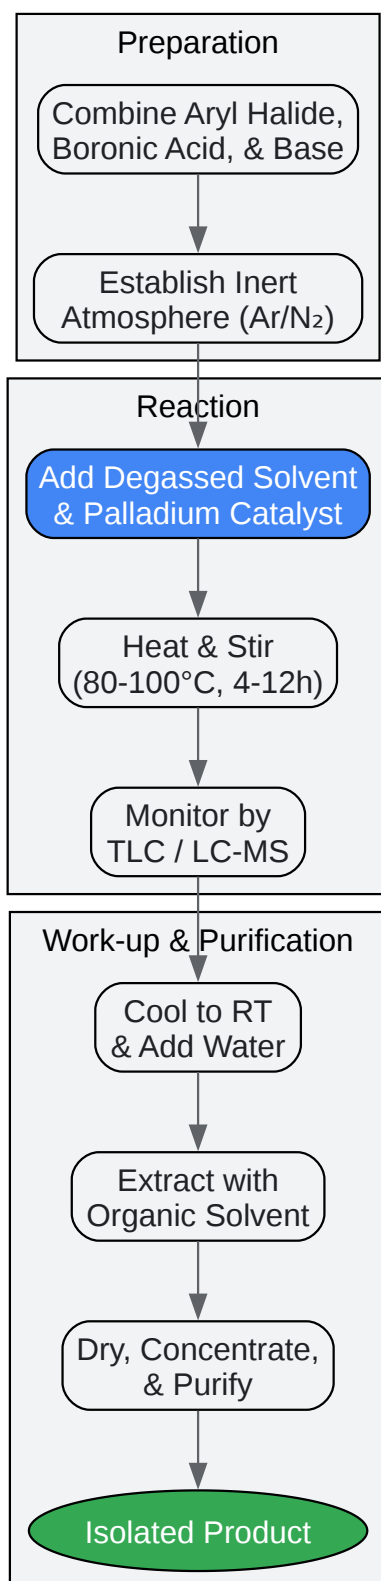 Preparation
Combine Aryl Halide,
Boronic Acid, & Base
Establish Inert
Atmosphere (Ar/N₂)
Reaction
Add Degassed Solvent
& Palladium Catalyst
Heat & Stir
(80-100°C, 4-12h)
Monitor by
TLC / LC-MS
Work-up & Purification
Cool to RT
& Add Water
Extract with
Organic Solvent
Dry, Concentrate,
& Purify
Isolated Product